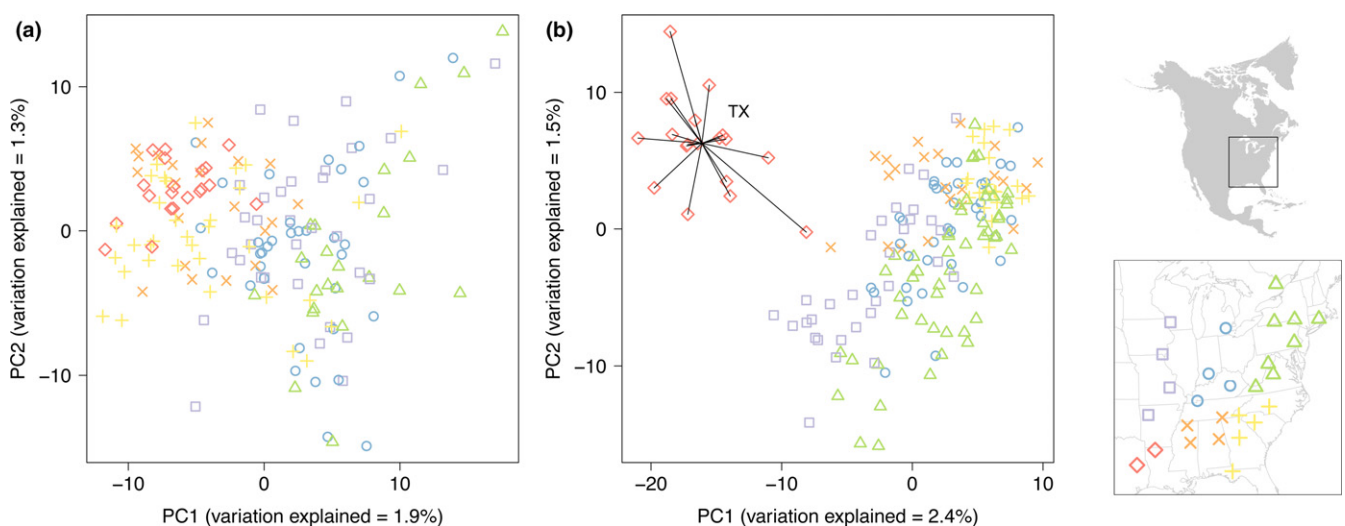 (a)
PC2 (variation explained = 1.3%)
10
0
−10
−10
0
10
PC1 (variation explained = 1.9%)
(b)
PC2 (variation explained = 1.5%)
TX
10
0
−10
−20
−10
0
10
PC1 (variation explained = 2.4%)